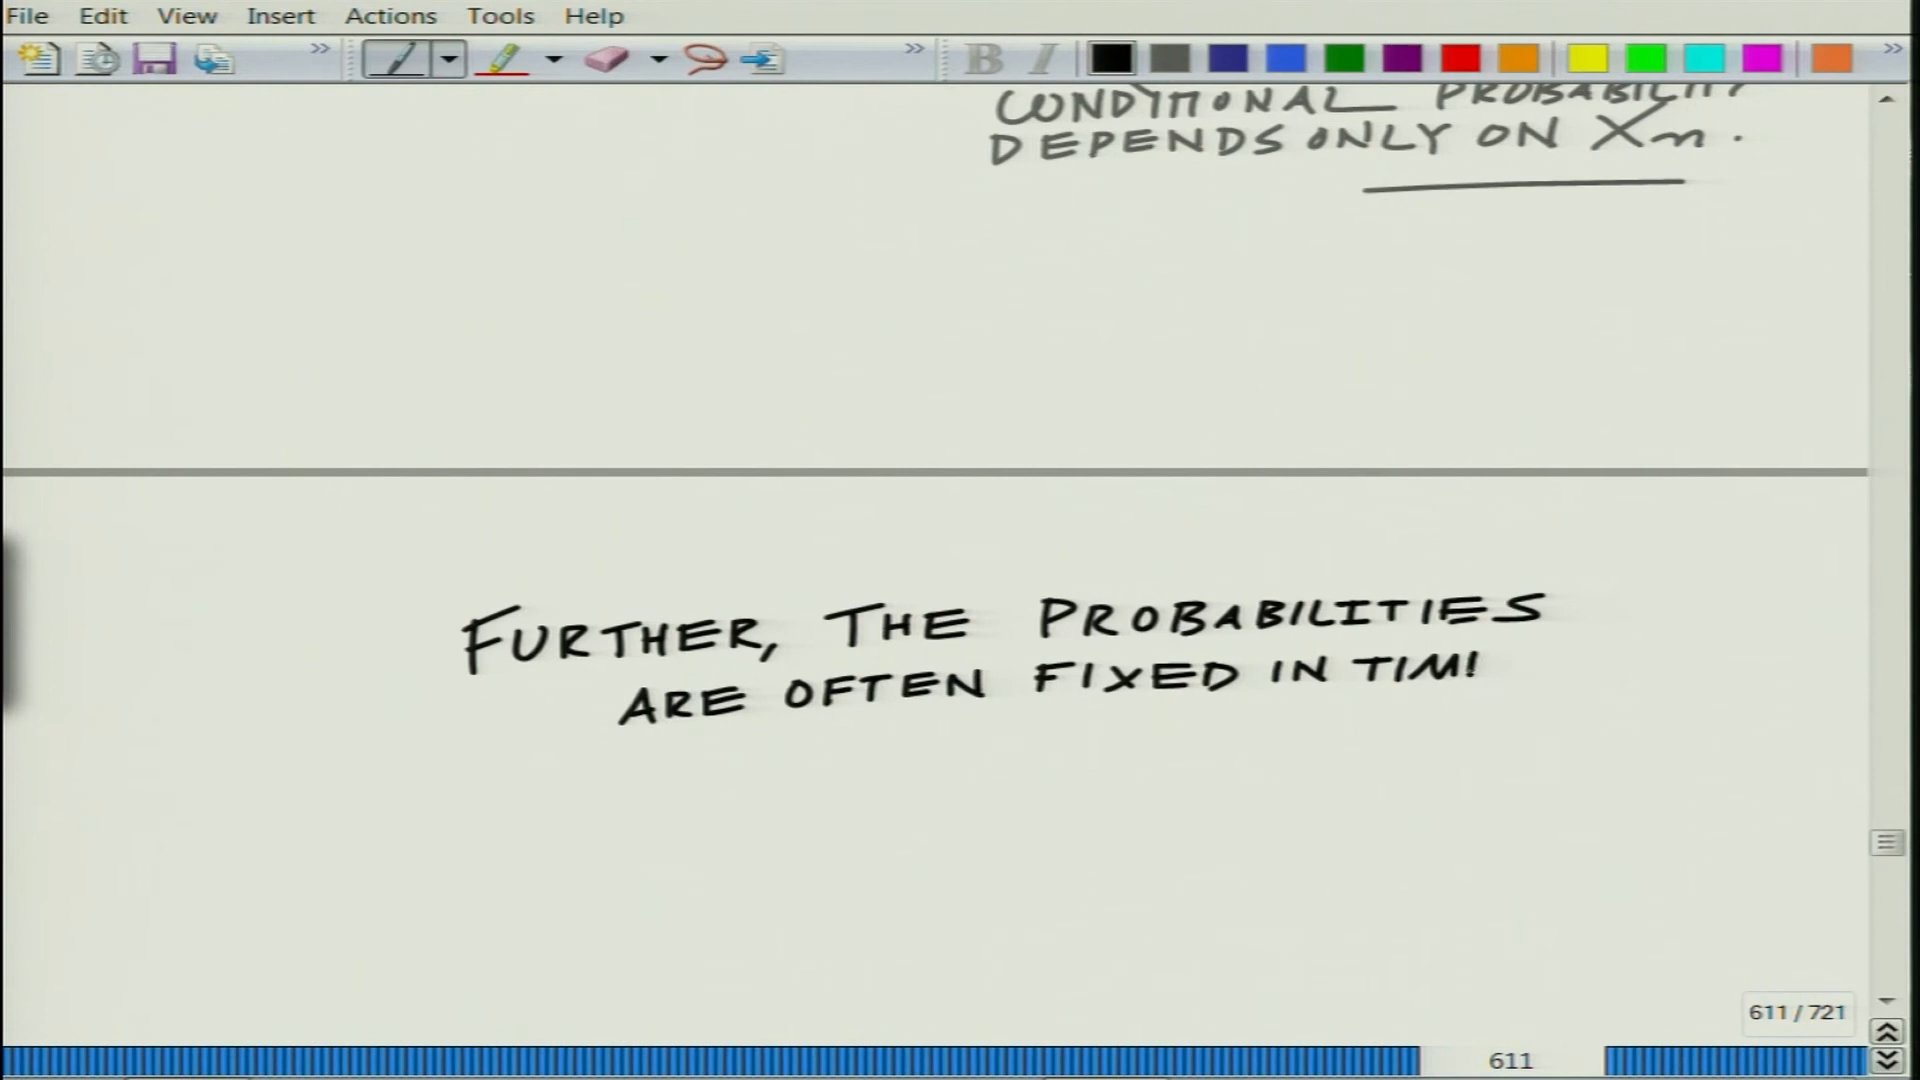 File Edit View Insert Actions Tools Help
B I
CONDITIONAL PROBABILITY
DEPENDS ONLY ON Xn.
FURTHER, THE PROBABILITIES
ARE OFTEN FIXED IN TIM
611 / 721
611